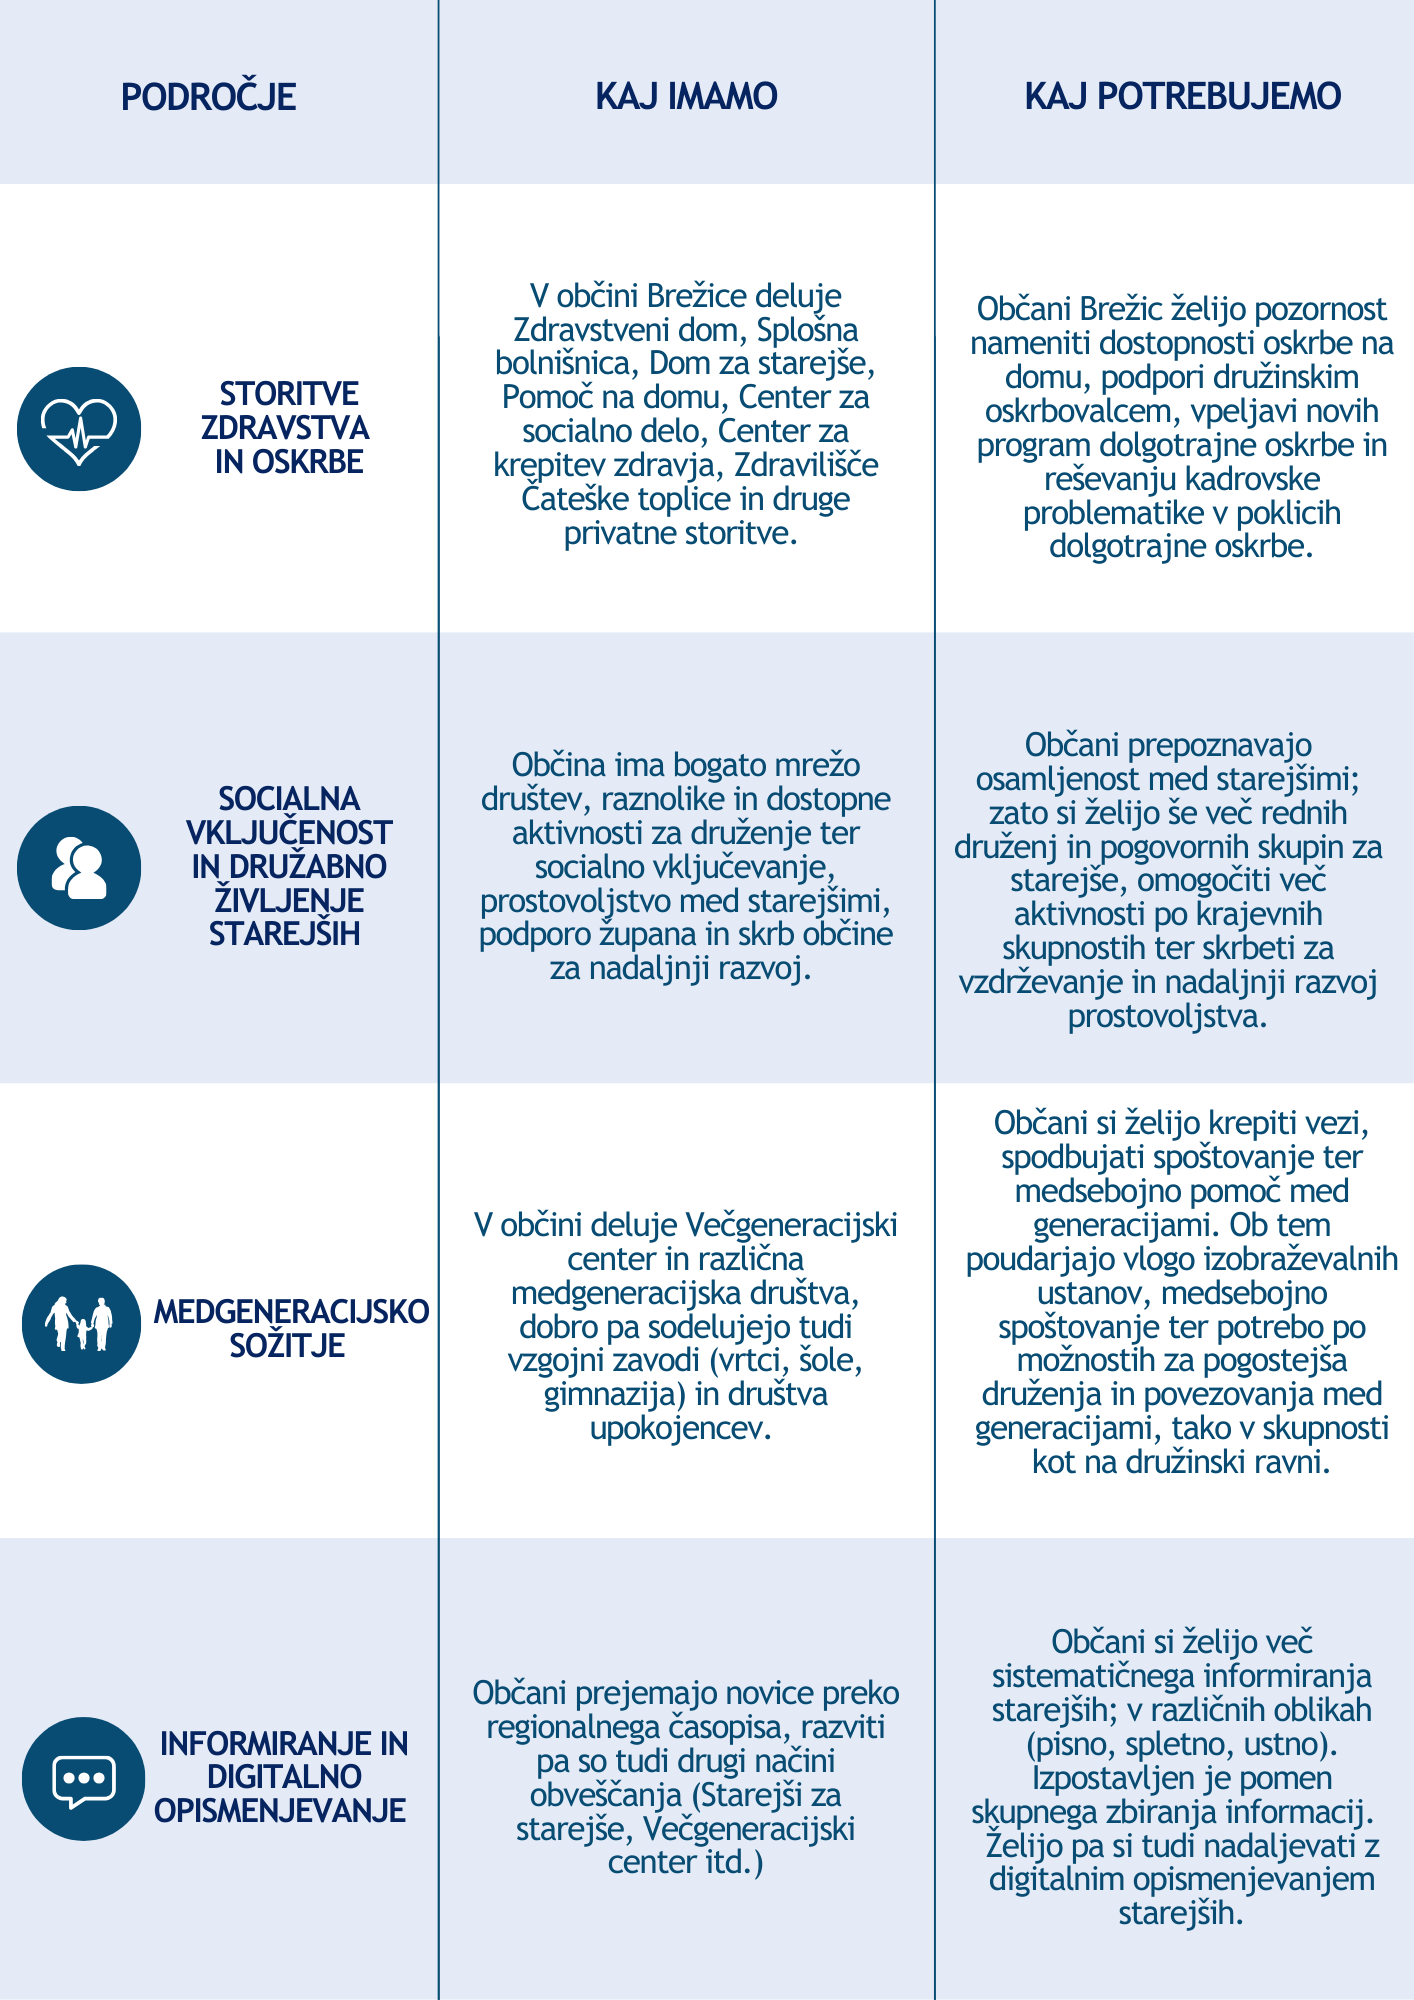 PODROČJE
KAJ IMAMO
KAJ POTREBUJEMO
STORITVE
ZDRAVSTVA
IN OSKRBE
V občini Brežice deluje
Zdravstveni dom, Splošna
bolnišnica, Dom za starejše,
Pomoč na domu, Center za
socialno delo, Center za
krepitev zdravja, Zdravilišče
Čateške toplice in druge
privatne storitve.
Občani Brežic želijo pozornost
nameniti dostopnosti oskrbe na
domu, podpori družinskim
oskrbovalcem, vpeljavi novih
program dolgotrajne oskrbe in
reševanju kadrovske
problematike v poklicih
dolgotrajne oskrbe.
SOCIALNA
VKLJUČENOST
IN DRUŽABNO
ŽIVLJENJE
STAREJŠIH
Občina ima bogato mrežo
društev, raznolike in dostopne
aktivnosti za druženje ter
socialno vključevanje,
prostovoljstvo med starejšimi,
podporo župana in skrb občine
za nadaljnji razvoj.
Občani prepoznavajo
osamljenost med starejšimi;
zato si želijo še več rednih
druženj in pogovornih skupin za
starejše, omogočiti več
aktivnosti po krajevnih
skupnostih ter skrbeti za
vzdrževanje in nadaljnji razvoj
prostovoljstva.
MEDGENERACIJSKO
SOŽITJE
V občini deluje Večgeneracijski
center in različna
medgeneracijska društva,
dobro pa sodelujejo tudi
vzgojni zavodi (vrtci, šole,
gimnazija) in društva
upokojencev.
Občani si želijo krepiti vezi,
spodbujati spoštovanje ter
medsebojno pomoč med
generacijami. Ob tem
poudarjajo vlogo izobraževalnih
ustanov, medsebojno
spoštovanje ter potrebo po
možnostih za pogostejša
druženja in povezovanja med
generacijami, tako v skupnosti
kot na družinski ravni.
INFORMIRANJE IN
DIGITALNO
OPISMENJEVANJE
Občani prejemajo novice preko
regionalnega časopisa, razviti
pa so tudi drugi načini
obveščanja (Starejši za
starejše, Večgeneracijski
center itd.)
Občani si želijo več
sistematičnega informiranja
starejših; v različnih oblikah
(pisno, spletno, ustno).
Izpostavljen je pomen
skupnega zbiranja informacij.
Želijo pa si tudi nadaljevati z
digitalnim opismenjevanjem
starejših.